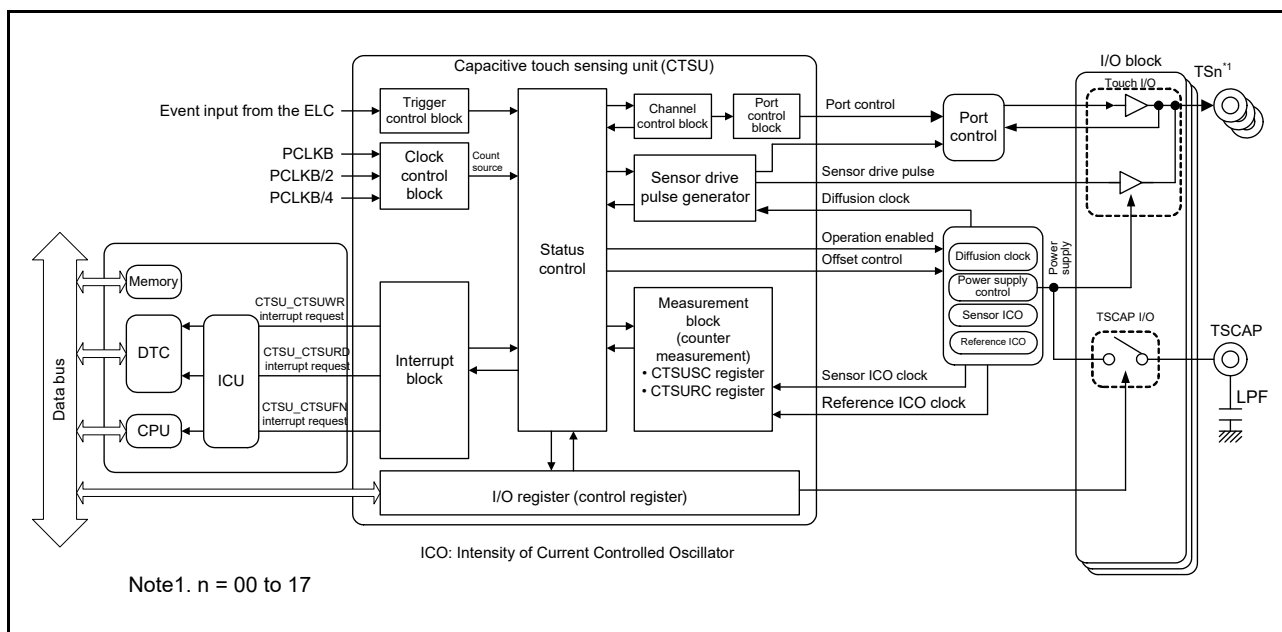 Capacitive touch sensing unit (CTSU)
I/O block
TSn*1
Touch I/O
Event input from the ELC
Trigger
control block
Channel
control block
Port
control
block
Port control
Port
control
PCLKB
PCLKB/2
PCLKB/4
Clock
control
block
Count
source
Sensor drive
pulse generator
Sensor drive pulse
Diffusion clock
Status
control
Operation enabled
Offset control
Diffusion clock
Power supply
control
Sensor ICO
Reference ICO
Power
supply
Data bus
Memory
DTC
CPU
ICU
CTSU_CTSUWR
interrupt request
CTSU_CTSURD
interrupt request
CTSU_CTSUFN
interrupt request
Interrupt
block
Measurement
block
(counter
measurement)
• CTSUSC register
• CTSURC register
Sensor ICO clock
Reference ICO clock
TSCAP I/O
TSCAP
LPF
I/O register (control register)
ICO: Intensity of Current Controlled Oscillator
Note1. n = 00 to 17